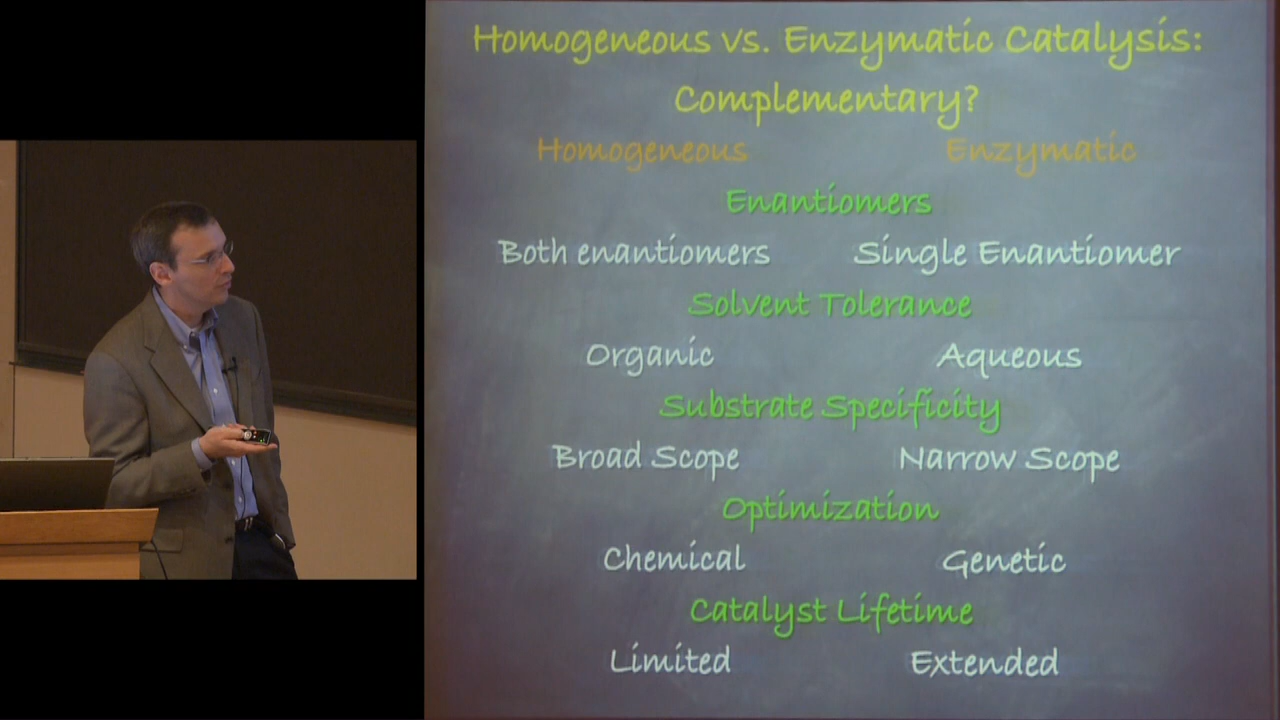 Homogeneous vs. Enzymatic Catalysis:
Complementary?
Homogeneous Enzymatic
Enantiomers
Both enantiomers Single Enantiomer
Solvent Tolerance
Organic Aqueous
Substrate Specificity
Broad Scope Narrow Scope
Optimization
Chemical Genetic
Catalyst Lifetime
Limited Extended